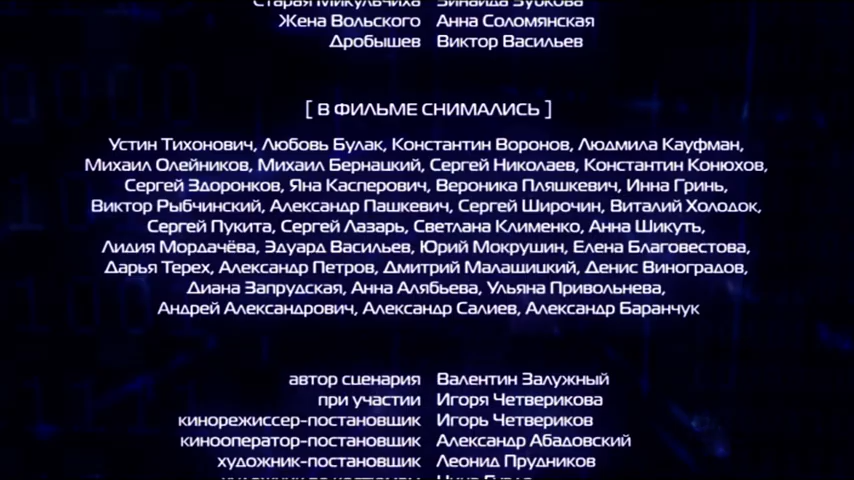 Старая Микульчиха Зинаида Зубкова
Жена Вольского Анна Соломянская
Дробышев Виктор Васильев
[ В ФИЛЬМЕ СНИМАЛИСЬ ]
Устин Тихонович, Любовь Булак, Константин Воронов, Людмила Кауфман,
Михаил Олейников, Михаил Бернацкий, Сергей Николаев, Константин Конюхов,
Сергей Здоронков, Яна Касперович, Вероника Пляшкевич, Инна Гринь,
Виктор Рыбчинский, Александр Пашкевич, Сергей Широчин, Виталий Холодок,
Сергей Пукита, Сергей Лазарь, Светлана Клименко, Анна Шикуть,
Лидия Мордачёва, Эдуард Васильев, Юрий Мокрушин, Елена Благовестова,
Дарья Терех, Александр Петров, Дмитрий Малашицкий, Денис Виноградов,
Диана Запрудская, Анна Алябьева, Ульяна Привольнева,
Андрей Александрович, Александр Салиев, Александр Баранчук
автор сценария Валентин Залужный
при участии Игоря Четверикова
кинорежиссер-постановщик Игорь Четвериков
кинооператор-постановщик Александр Абадовский
художник-постановщик Леонид Прудников